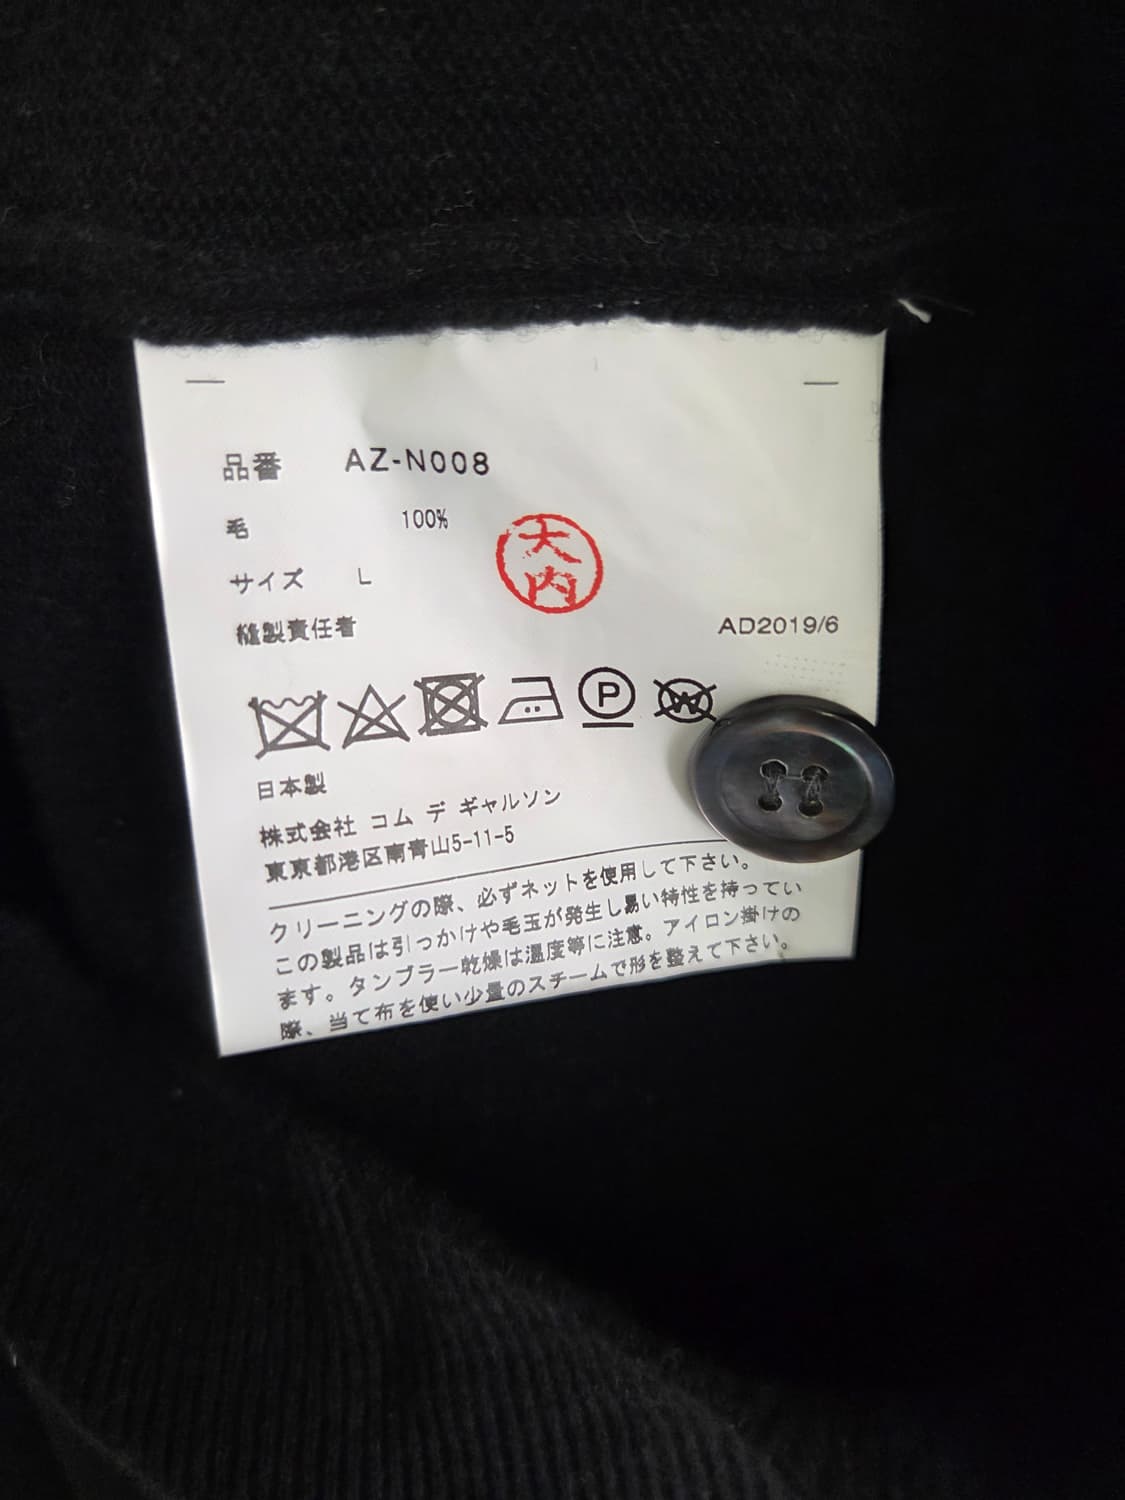 品番 AZ-N008
毛 100%
大内
サイズ L
縫製責任者
AD2019/6
P
W
日本製
株式会社 コム デ ギャルソン
東京都港区南青山5-11-5
クリーニングの際、必ずネットを使用して下さい。
この製品は引っかけや毛玉が発生し易い特性を持ってい
ます。タンブラー乾燥は温度等に注意。アイロン掛けの
際、当て布を使い少量のスチームで形を整えて下さい。